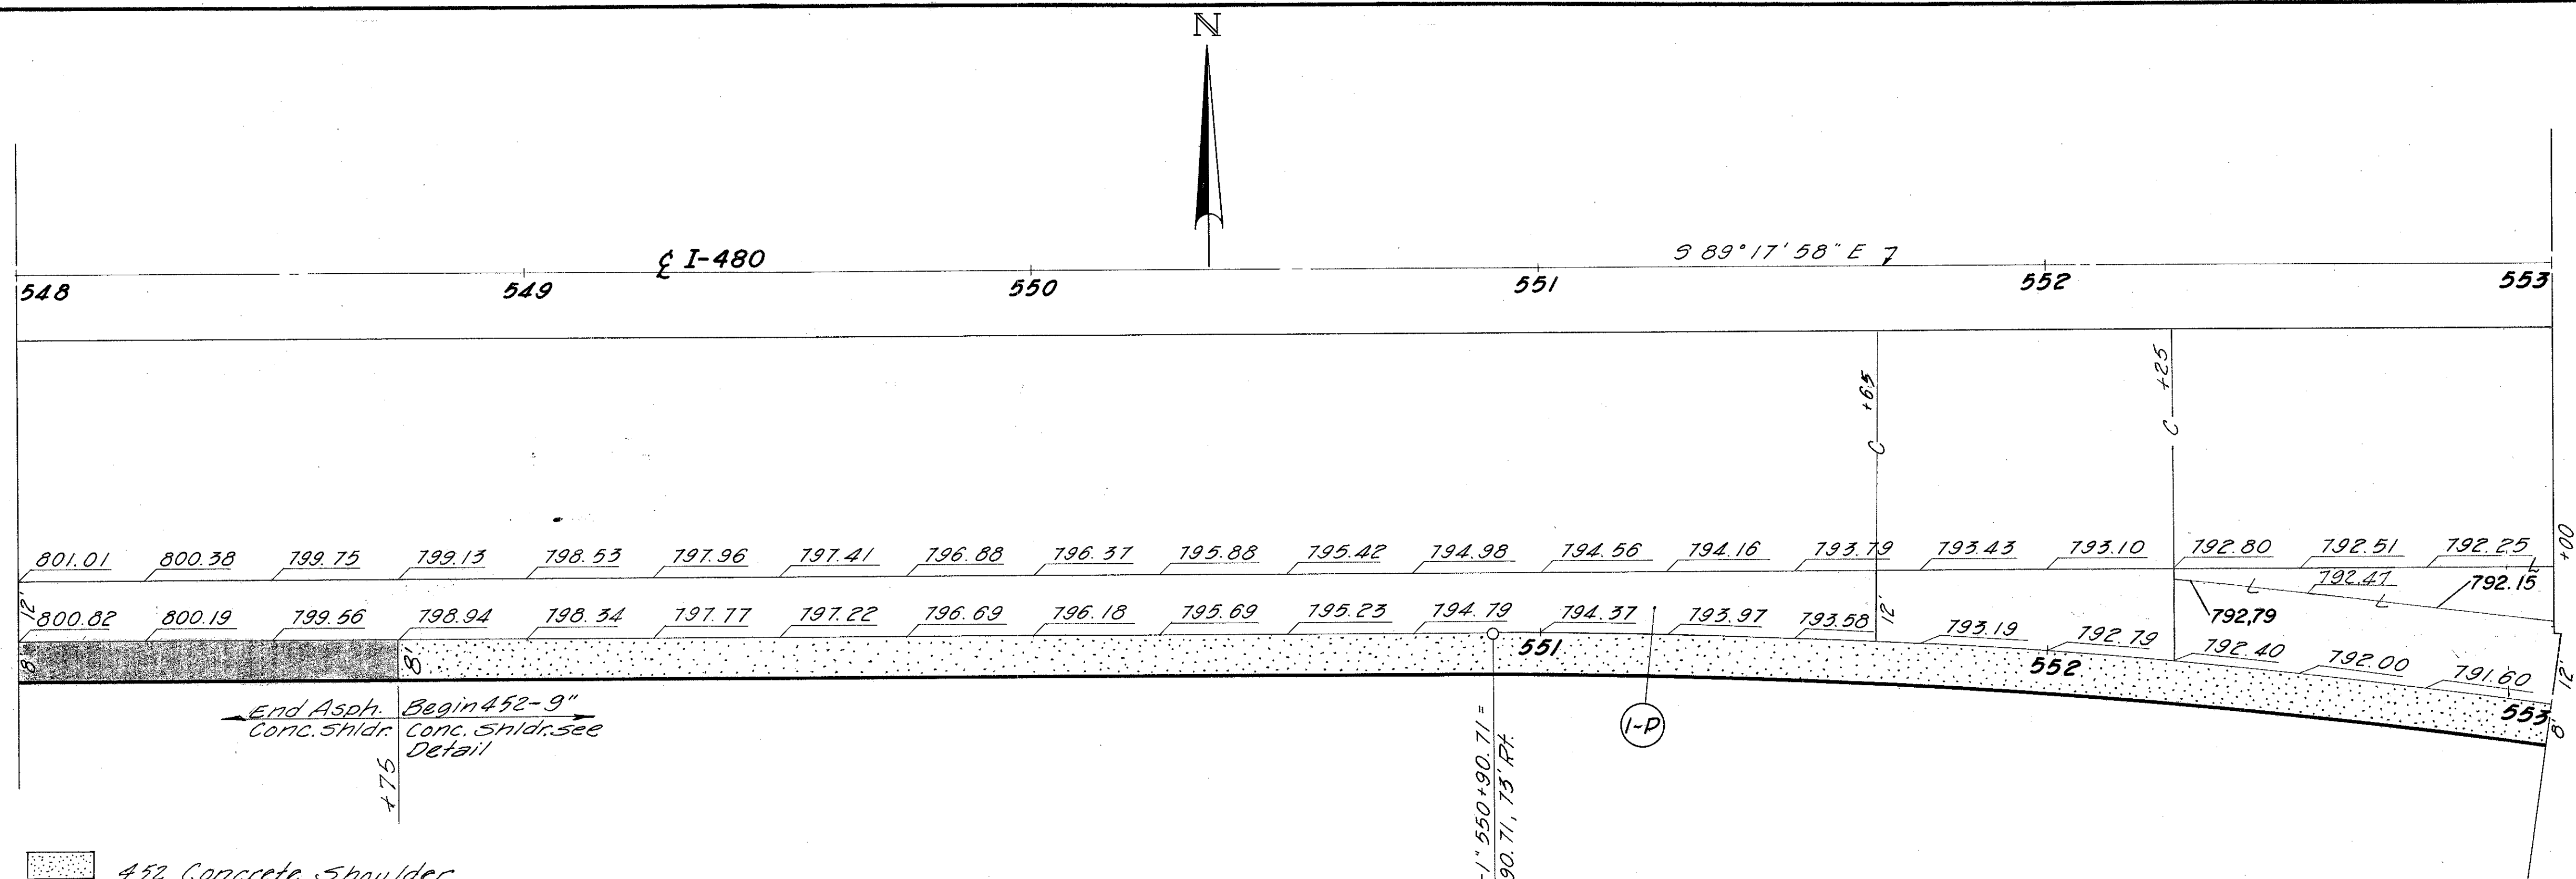 N
℄ I-480
S 89° 17' 58" E
548 549 550 551 552 553
+65
+25
C
C
+00
801.01 800.38 799.75 799.13 798.53 797.96 797.41 796.88 796.37 795.88 795.42 794.98 794.56 794.16 793.79 793.43 793.10 792.80 792.51 792.25
L 792.47 L 792.15
792.79
12'
800.82 800.19 799.56 798.94 798.34 797.77 797.22 796.69 796.18 795.69 795.23 794.79 794.37 793.97 793.58 793.19 792.79 792.40 792.00 791.60
12'
12'
8'
8'
551
552
553
8'
End Asph. Begin 452-9"
Conc. Shldr. Conc. Shldr. see
Detail
+75
1-P
-1" 550+90.71 =
90.71, 73' Rt.
452 Concrete Shoulder